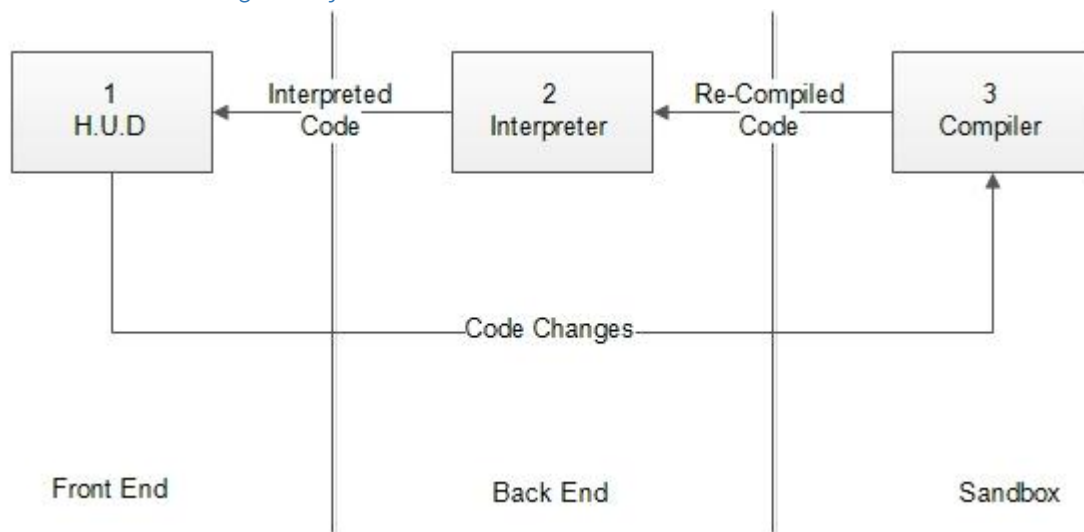 1
H.U.D
Interpreted
Code
2
Interpreter
Re-Compiled
Code
3
Compiler
Code Changes
Front End
Back End
Sandbox